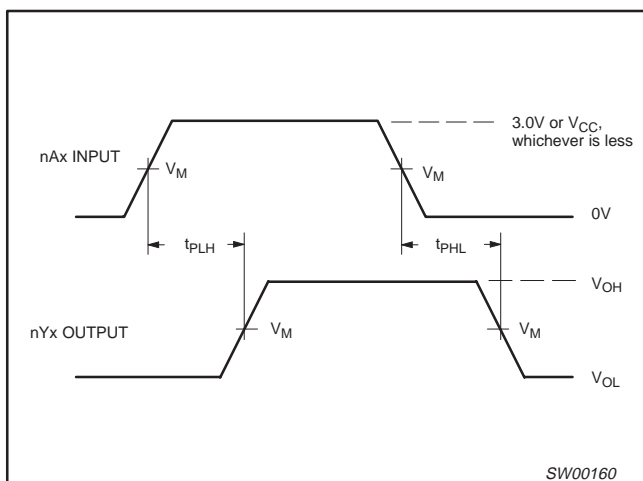 3.0V or VCC,
whichever is less
nAx INPUT
VM
VM
0V
tPLH
tPHL
VOH
nYx OUTPUT
VM
VM
VOL
SW00160